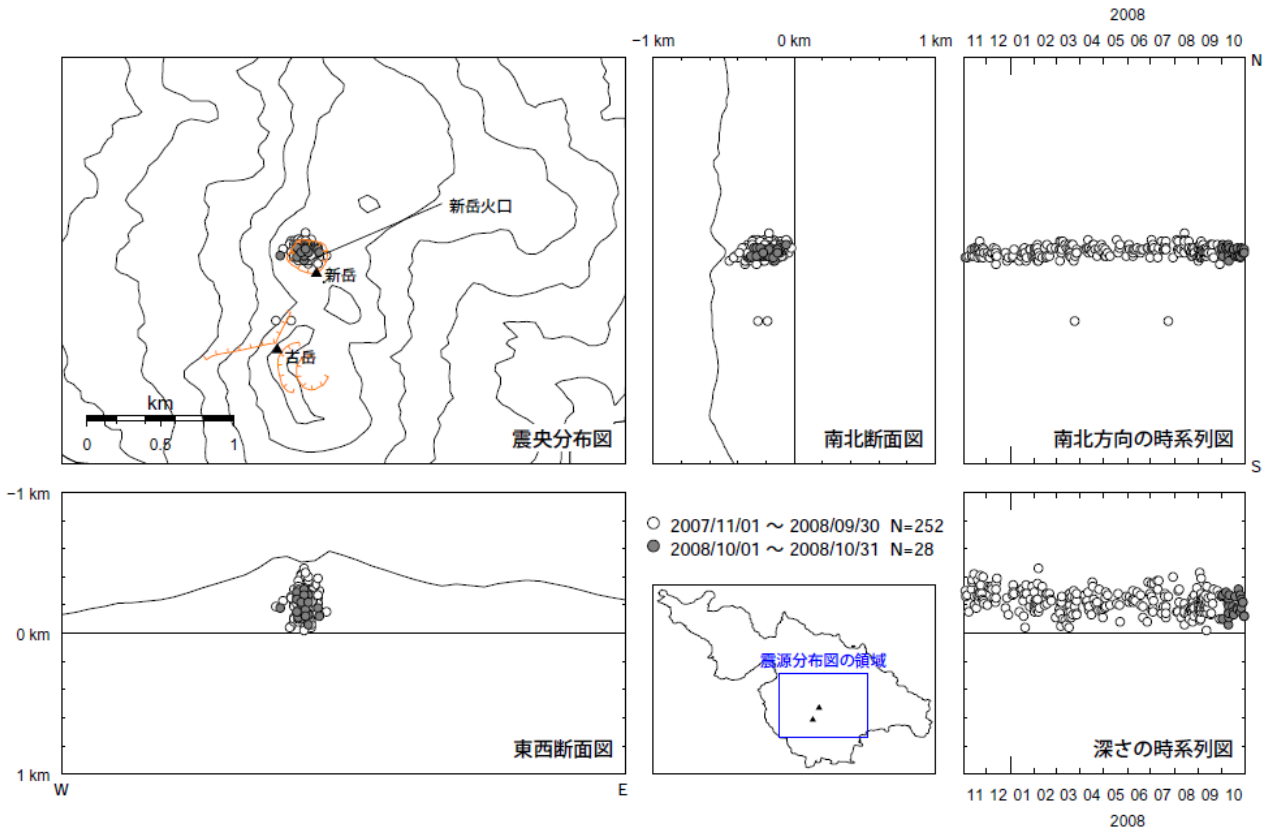 2008
−1 km 0 km 1 km
11 12 01 02 03 04 05 06 07 08 09 10
N
新岳火口
新岳
古岳
km
0 0.5 1
震央分布図
南北断面図
南北方向の時系列図
S
−1 km
0 km
1 km
東西断面図
W E
○ 2007/11/01 ～ 2008/09/30 N=252
● 2008/10/01 ～ 2008/10/31 N=28
震源分布図の領域
深さの時系列図
11 12 01 02 03 04 05 06 07 08 09 10
2008